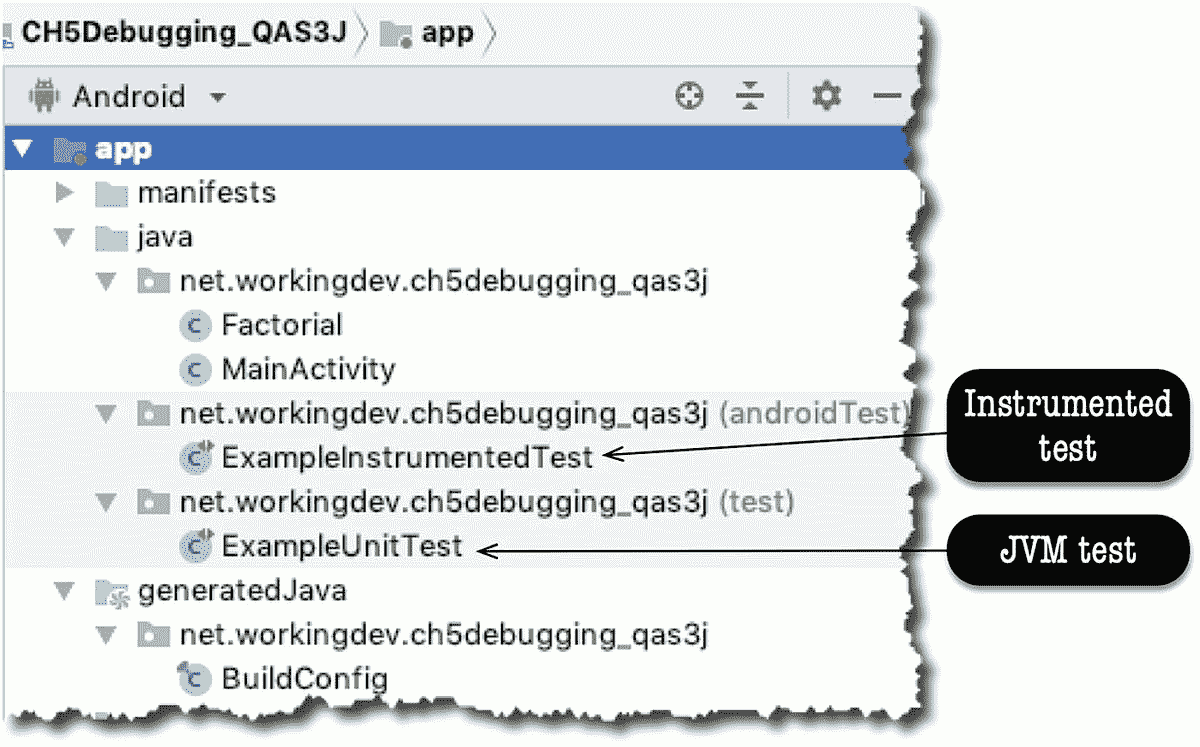 CH5Debugging_QAS3J app
Android
app
manifests
java
net.workingdev.ch5debugging_qas3j
Factorial
MainActivity
net.workingdev.ch5debugging_qas3j (androidTest)
ExampleInstrumentedTest
net.workingdev.ch5debugging_qas3j (test)
ExampleUnitTest
generatedJava
net.workingdev.ch5debugging_qas3j
BuildConfig
Instrumented
test
JVM test